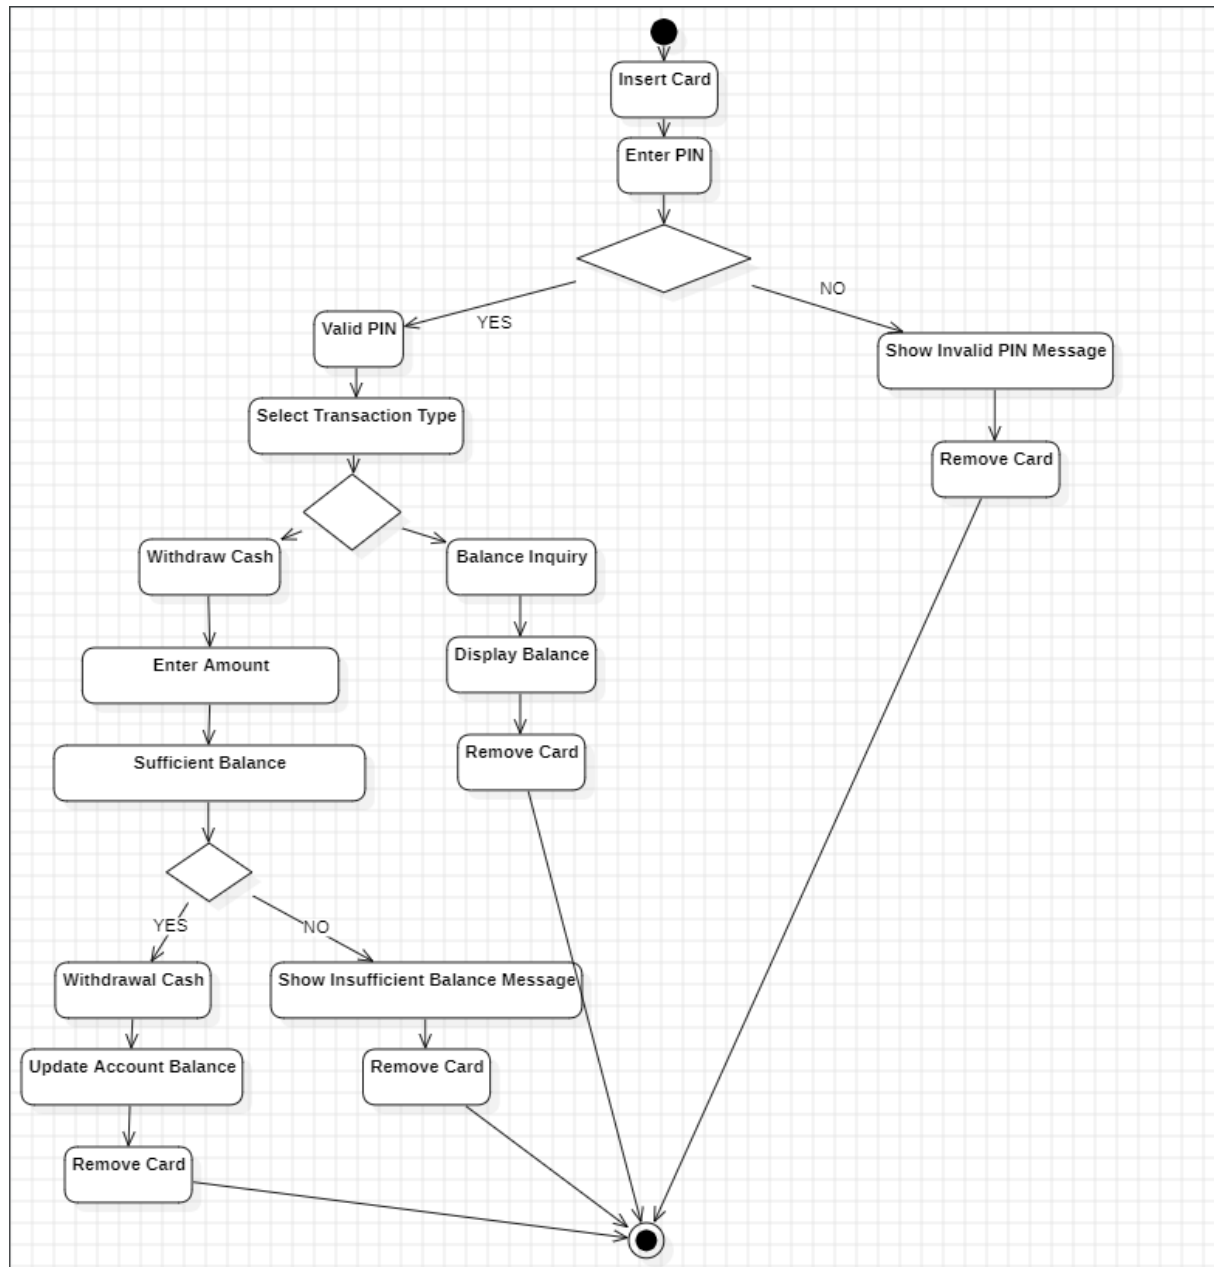 Insert Card
Enter PIN
NO
YES
Valid PIN
Show Invalid PIN Message
Select Transaction Type
Remove Card
Withdraw Cash
Balance Inquiry
Enter Amount
Display Balance
Sufficient Balance
Remove Card
YES
NO
Withdrawal Cash
Show Insufficient Balance Message
Update Account Balance
Remove Card
Remove Card